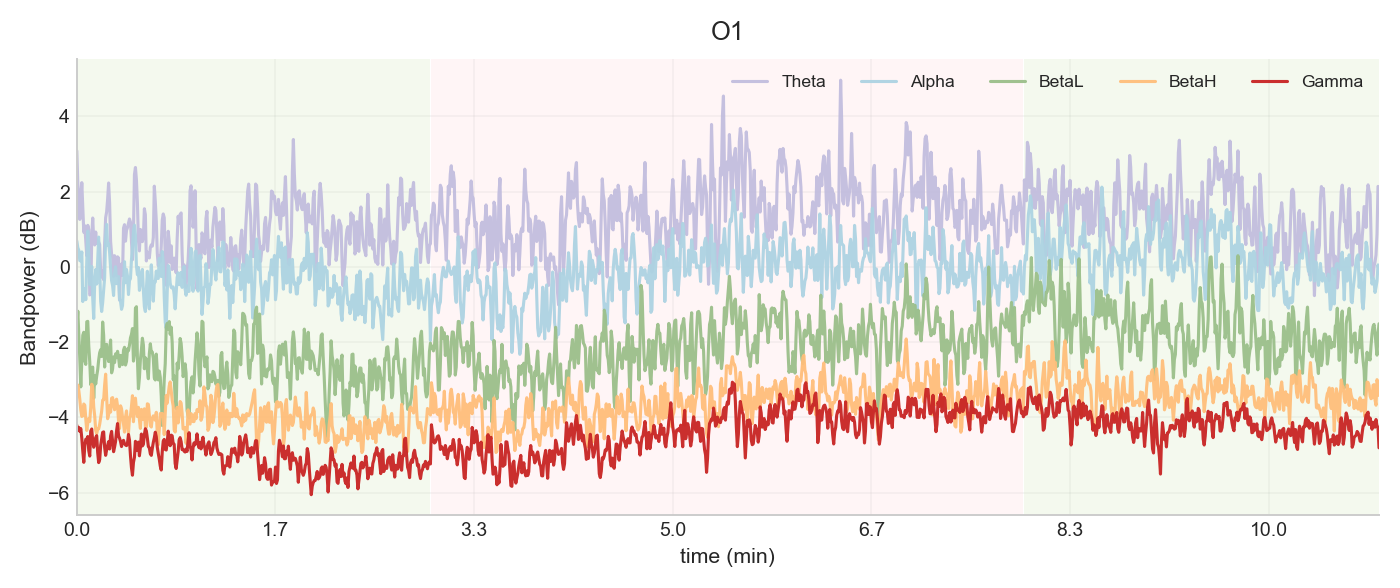 O1
Theta Alpha BetaL BetaH Gamma
Bandpower (dB)
4
2
0
−2
−4
−6
0.0 1.7 3.3 5.0 6.7 8.3 10.0
time (min)